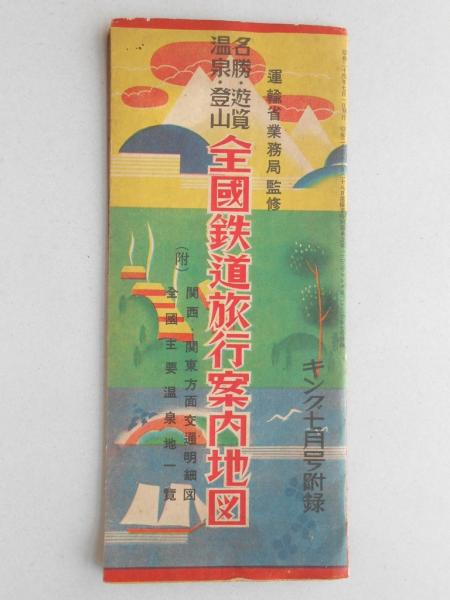 運輸省業務局監修
名勝・遊覧
温泉・登山
全國鉄道旅行案内地図
(附)
関西―関東方面交通明細図
全國主要温泉地一覧
キング七月号附録